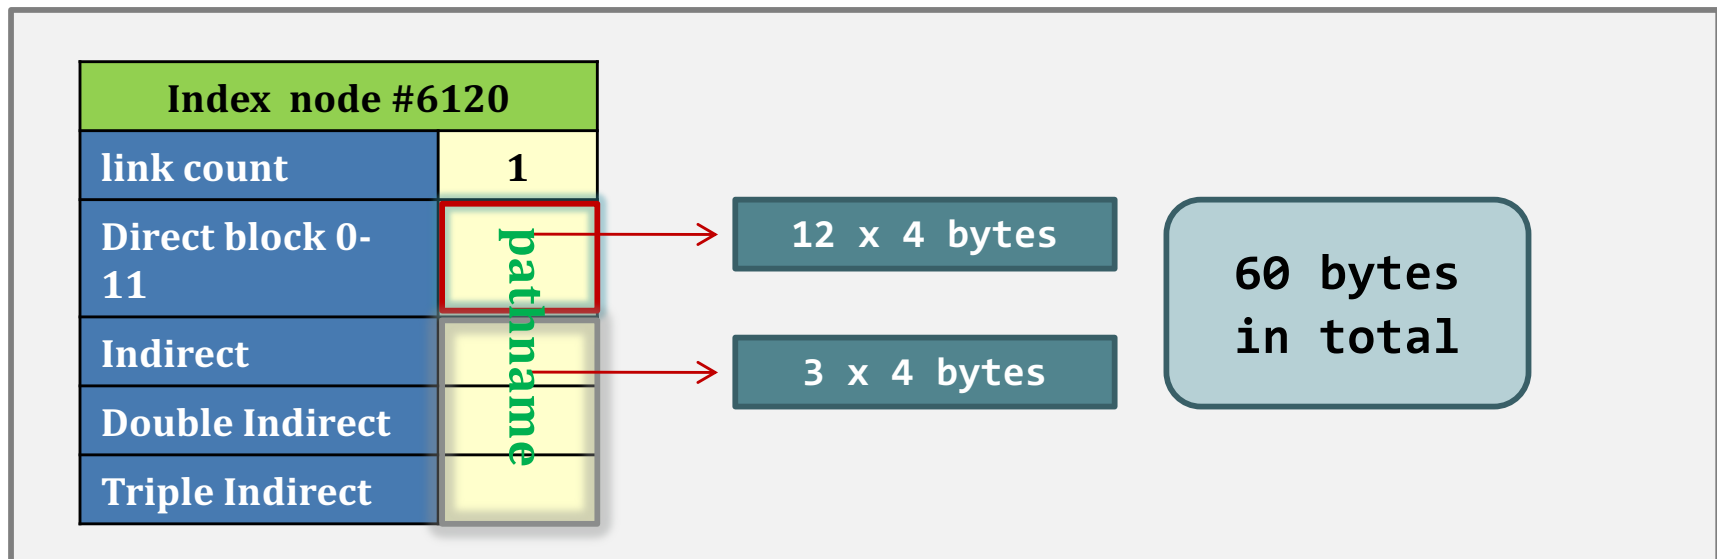 Index node #6120
link count
1
Direct block 0-
11
pathname
Indirect
Double Indirect
Triple Indirect
12 x 4 bytes
3 x 4 bytes
60 bytes
in total